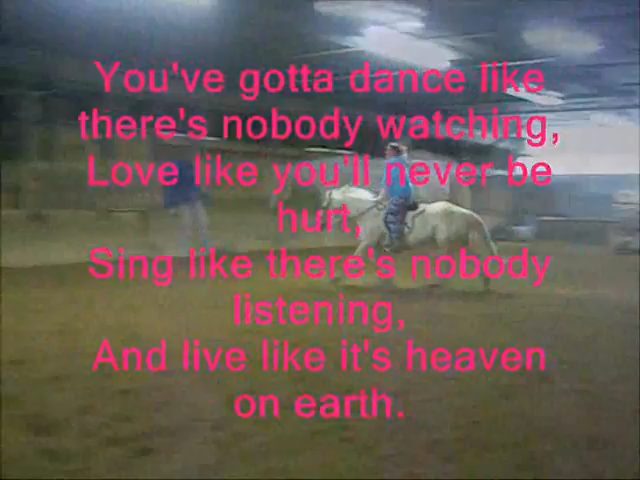 You've gotta dance like
there's nobody watching,
Love like you'll never be
hurt,
Sing like there's nobody
listening,
And live like it's heaven
on earth.